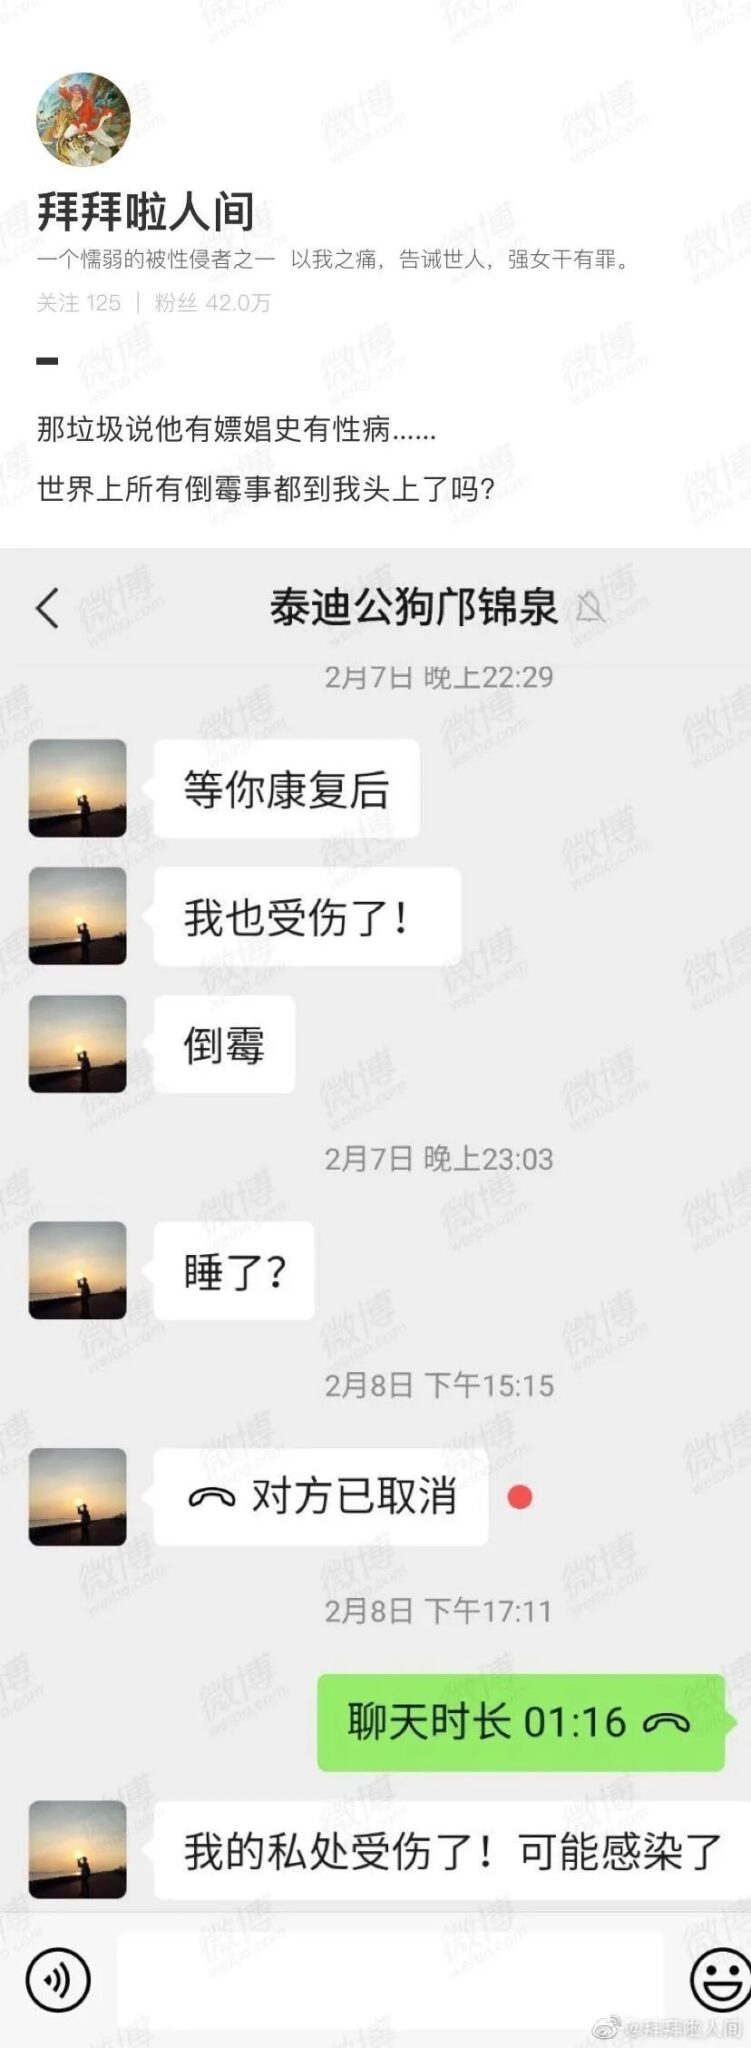 拜拜啦人间
一个懦弱的被性侵者之一 以我之痛，告诫世人，强女干有罪。
关注 125 | 粉丝 42.0万
那垃圾说他有嫖娼史有性病......
世界上所有倒霉事都到我头上了吗？
泰迪公狗邝锦泉
2月7日 晚上22:29
等你康复后
我也受伤了！
倒霉
2月7日 晚上23:03
睡了？
2月8日 下午15:15
对方已取消
2月8日 下午17:11
聊天时长 01:16
我的私处受伤了！可能感染了
@拜拜啦人间
微博
weibo.com